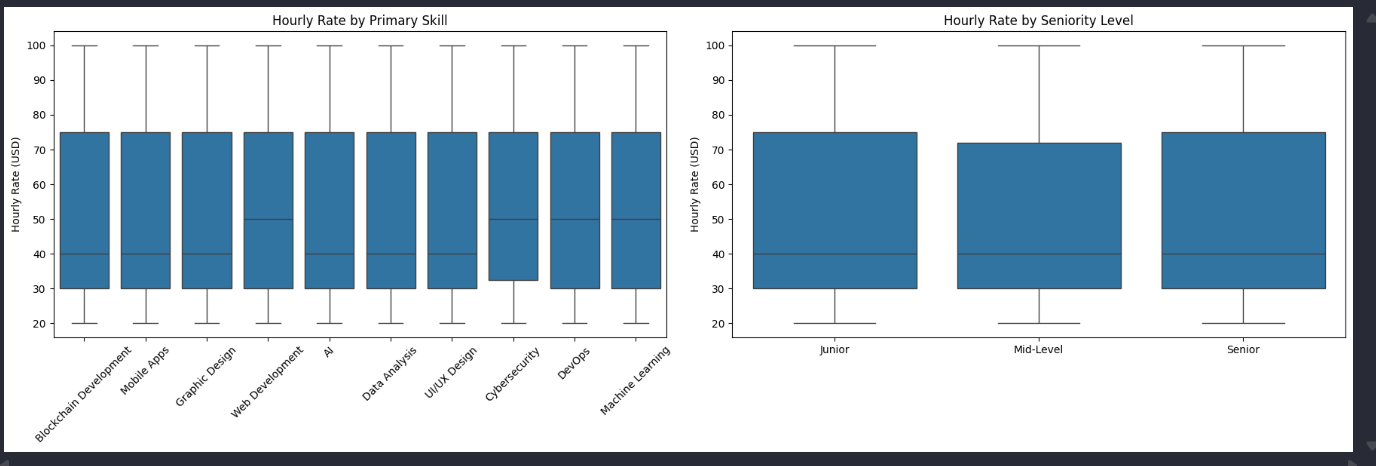 Hourly Rate by Primary Skill
Hourly Rate (USD)
100
90
80
70
60
50
40
30
20
Blockchain Development
Mobile Apps
Graphic Design
Web Development
AI
Data Analysis
UI/UX Design
Cybersecurity
DevOps
Machine Learning
Hourly Rate by Seniority Level
Hourly Rate (USD)
100
90
80
70
60
50
40
30
20
Junior
Mid-Level
Senior